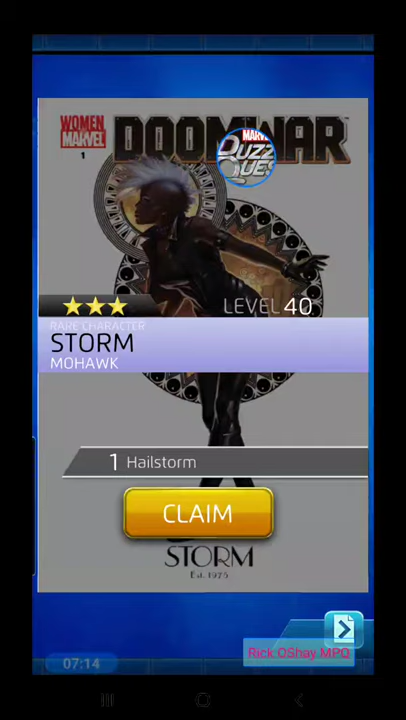 WOMEN
MARVEL
1
DOOMWAR
MARVEL
PUZZLE
QUEST
LEVEL 40
RARE CHARACTER
STORM
MOHAWK
1 Hailstorm
CLAIM
STORM
Est. 1975
Rick OShay MPQ
07:14